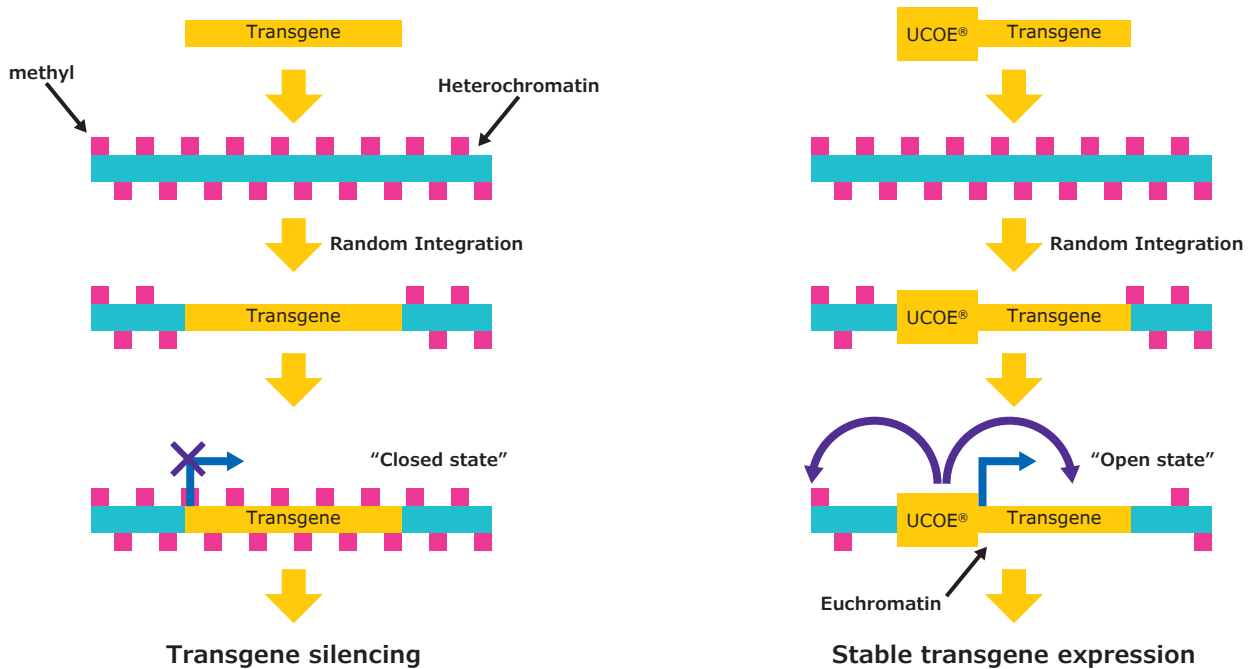 Transgene
methyl
Heterochromatin
Random Integration
Transgene
“Closed state”
Transgene
Transgene silencing
UCOE® Transgene
Random Integration
UCOE® Transgene
“Open state”
UCOE® Transgene
Euchromatin
Stable transgene expression